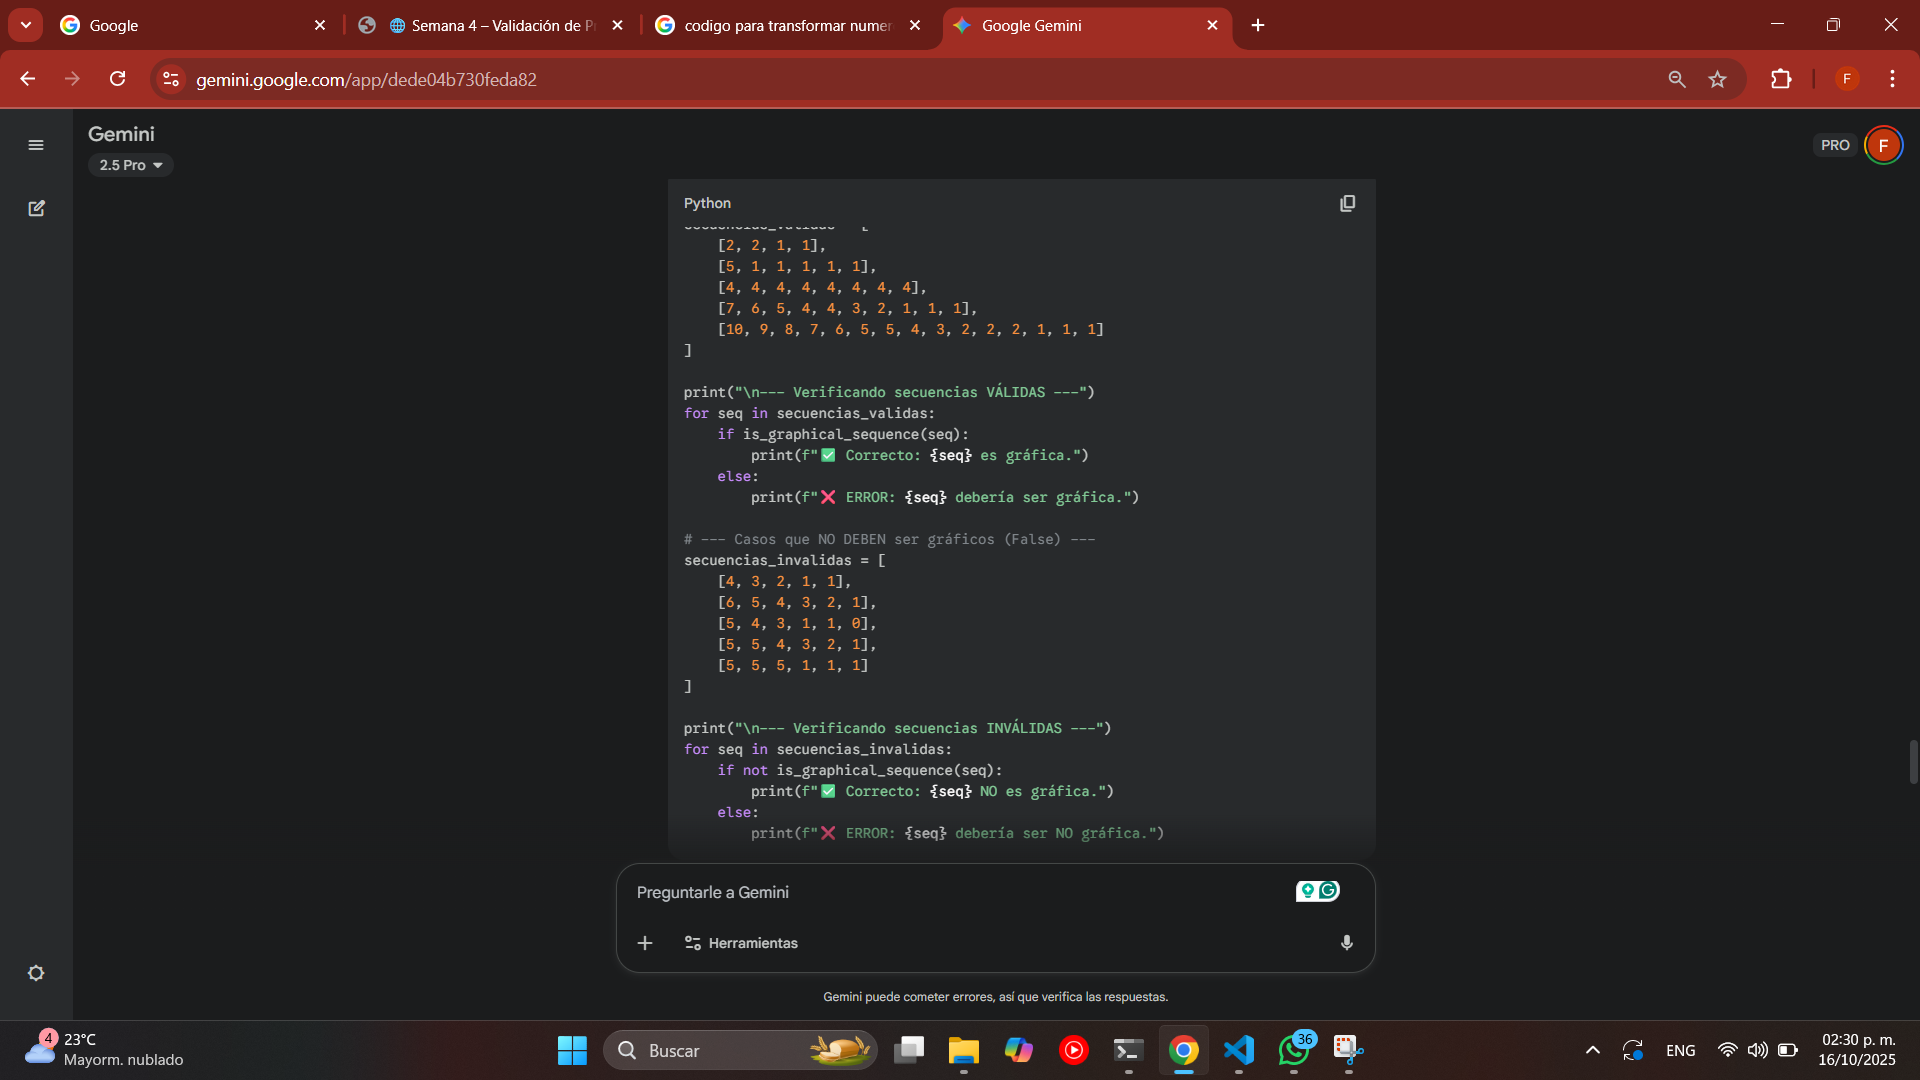 Google
Semana 4 – Validación de P
codigo para transformar numer
Google Gemini
gemini.google.com/app/dede04b730feda82
F
Gemini
2.5 Pro
PRO
F
Python
[2, 2, 1, 1],
[5, 1, 1, 1, 1, 1],
[4, 4, 4, 4, 4, 4, 4, 4],
[7, 6, 5, 4, 4, 3, 2, 1, 1, 1],
[10, 9, 8, 7, 6, 5, 5, 4, 3, 2, 2, 2, 1, 1, 1]
]
print("\n--- Verificando secuencias VÁLIDAS ---")
for seq in secuencias_validas:
if is_graphical_sequence(seq):
print(f"✅ Correcto: {seq} es gráfica.")
else:
print(f"❌ ERROR: {seq} debería ser gráfica.")
# --- Casos que NO DEBEN ser gráficos (False) ---
secuencias_invalidas = [
[4, 3, 2, 1, 1],
[6, 5, 4, 3, 2, 1],
[5, 4, 3, 1, 1, 0],
[5, 5, 4, 3, 2, 1],
[5, 5, 5, 1, 1, 1]
]
print("\n--- Verificando secuencias INVÁLIDAS ---")
for seq in secuencias_invalidas:
if not is_graphical_sequence(seq):
print(f"✅ Correcto: {seq} NO es gráfica.")
else:
print(f"❌ ERROR: {seq} debería ser NO gráfica.")
Preguntarle a Gemini
Herramientas
Gemini puede cometer errores, así que verifica las respuestas.
4
23°C
Mayorm. nublado
Buscar
36
ENG
02:30 p. m.
16/10/2025